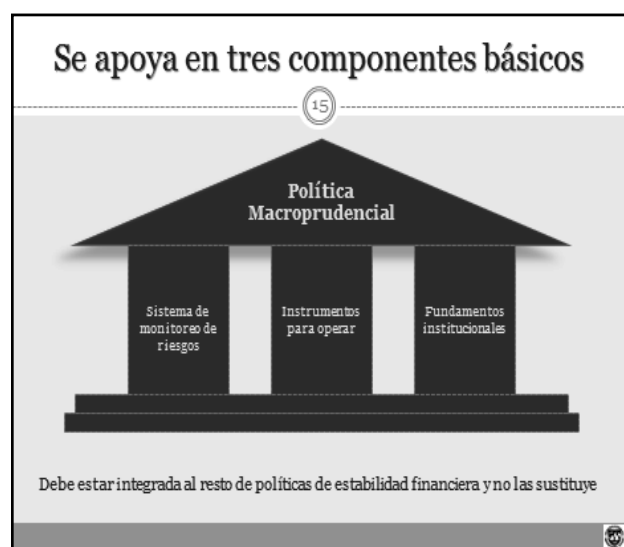 Se apoya en tres componentes básicos
15
Política
Macroprudencial
Sistema de
monitoreo de
riesgos
Instrumentos
para operar
Fundamentos
institucionales
Debe estar integrada al resto de políticas de estabilidad financiera y no las sustituye